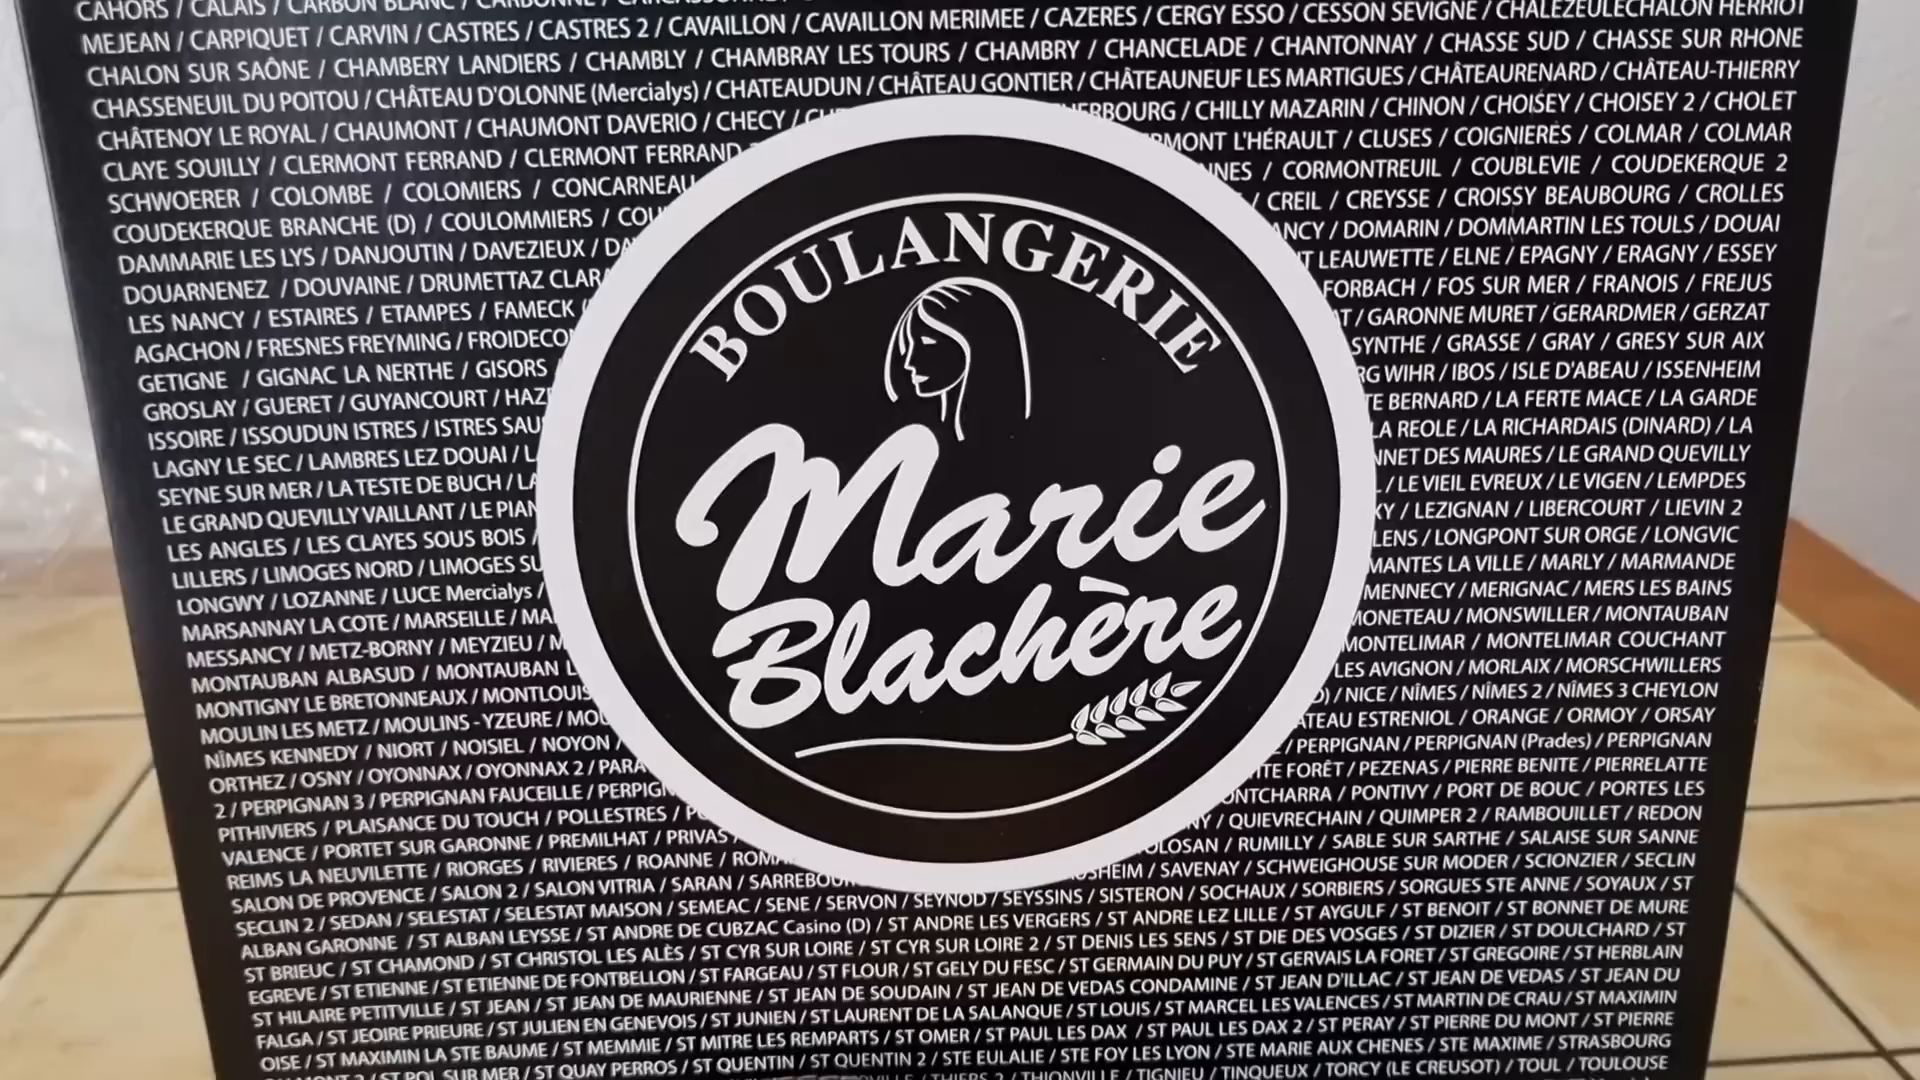 CAHORS / CALAIS / CARBON BLANC / CARBONNE /
MEJEAN / CARPIQUET / CARVIN / CASTRES / CASTRES 2 / CAVAILLON / CAVAILLON MERIMEE / CAZERES / CERGY ESSO / CESSON SEVIGNE / CHALEZEULECHALON HERRIOT
CHALON SUR SAÔNE / CHAMBERY LANDIERS / CHAMBLY / CHAMBRAY LES TOURS / CHAMBRY / CHANCELADE / CHANTONNAY / CHASSE SUD / CHASSE SUR RHONE
CHASSENEUIL DU POITOU / CHÂTEAU D'OLONNE (Mercialys) / CHATEAUDUN / CHÂTEAU GONTIER / CHÂTEAUNEUF LES MARTIGUES / CHÂTEAURENARD / CHÂTEAU-THIERRY
CHÂTENOY LE ROYAL / CHAUMONT / CHAUMONT DAVERIO / CHECY / / CHILLY MAZARIN / CHINON / CHOISEY / CHOISEY 2 / CHOLET
CLAYE SOUILLY / CLERMONT FERRAND / CLERMONT FERRAND L'HÉRAULT / CLUSES / COIGNIERES / COLMAR / COLMAR
SCHWOERER / COLOMBE / COLOMIERS / CONCARNEAU / CORMONTREUIL / COUBLEVIE / COUDEKERQUE 2
COUDEKERQUE BRANCHE (D) / COULOMMIERS / / CREIL / CREYSSE / CROISSY BEAUBOURG / CROLLES
DAMMARIE LES LYS / DANJOUTIN / DAVEZIEUX / / DOMARIN / DOMMARTIN LES TOULS / DOUAI
DOUARNENEZ / DOUVAINE / DRUMETTAZ LEAUWETTE / ELNE / EPAGNY / ERAGNY / ESSEY
LES NANCY / ESTAIRES / ETAMPES / FAMECK FORBACH / FOS SUR MER / FRANOIS / FREJUS
AGACHON / FRESNES FREYMING / / GARONNE MURET / GERARDMER / GERZAT
GETIGNE / GIGNAC LA NERTHE / GISORS / GRASSE / GRAY / GRESY SUR AIX
GROSLAY / GUERET / GUYANCOURT / WIHR / IBOS / ISLE D'ABEAU / ISSENHEIM
ISSOIRE / ISSOUDUN ISTRES / ISTRES BERNARD / LA FERTE MACE / LA GARDE
LAGNY LE SEC / LAMBRES LEZ DOUAI / LA REOLE / LA RICHARDAIS (DINARD) / LA
SEYNE SUR MER / LA TESTE DE BUCH / DES MAURES / LE GRAND QUEVILLY
LE GRAND QUEVILLY VAILLANT / / LE VIEIL EVREUX / LE VIGEN / LEMPDES
LES ANGLES / LES CLAYES SOUS BOIS / / LEZIGNAN / LIBERCOURT / LIEVIN 2
LILLERS / LIMOGES NORD / LIMOGES / LONGPONT SUR ORGE / LONGVIC
LONGWY / LOZANNE / LUCE Mercialys / MANTES LA VILLE / MARLY / MARMANDE
MARSANNAY LA COTE / MARSEILLE / MENNECY / MERIGNAC / MERS LES BAINS
MESSANCY / METZ-BORNY / MEYZIEU / MONETEAU / MONSWILLER / MONTAUBAN
MONTAUBAN ALBASUD / MONTAUBAN MONTELIMAR / MONTELIMAR COUCHANT
MONTIGNY LE BRETONNEAUX / LES AVIGNON / MORLAIX / MORSCHWILLERS
MOULIN LES METZ / MOULINS - YZEURE / / NICE / NÎMES / NÎMES 2 / NÎMES 3 CHEYLON
NÎMES KENNEDY / NIORT / NOISIEL / NOYON / ESTRENIOL / ORANGE / ORMOY / ORSAY
ORTHEZ / OSNY / OYONNAX / OYONNAX 2 / / PERPIGNAN / PERPIGNAN (Prades) / PERPIGNAN
2 / PERPIGNAN 3 / PERPIGNAN FAUCEILLE / FORÊT / PEZENAS / PIERRE BENITE / PIERRELATTE
PITHIVIERS / PLAISANCE DU TOUCH / POLLESTRES / / PONTIVY / PORT DE BOUC / PORTES LES
VALENCE / PORTET SUR GARONNE / PREMILHAT / PRIVAS / / QUIEVRECHAIN / QUIMPER 2 / RAMBOUILLET / REDON
REIMS LA NEUVILETTE / RIORGES / RIVIERES / ROANNE / / RUMILLY / SABLE SUR SARTHE / SALAISE SUR SANNE
SALON DE PROVENCE / SALON 2 / SALON VITRIA / SARAN / / SAVENAY / SCHWEIGHOUSE SUR MODER / SCIONZIER / SECLIN
SECLIN 2 / SEDAN / SELESTAT / SELESTAT MAISON / SEMEAC / SENE / SERVON / SEYNOD / SEYSSINS / SISTERON / SOCHAUX / SORBIERS / SORGUES STE ANNE / SOYAUX / ST
ALBAN GARONNE / ST ALBAN LEYSSE / ST ANDRE DE CUBZAC Casino (D) / ST ANDRE LES VERGERS / ST ANDRE LEZ LILLE / ST AYGULF / ST BENOIT / ST BONNET DE MURE
ST BRIEUC / ST CHAMOND / ST CHRISTOL LES ALÈS / ST CYR SUR LOIRE / ST CYR SUR LOIRE 2 / ST DENIS LES SENS / ST DIE DES VOSGES / ST DIZIER / ST DOULCHARD / ST
EGREVE / ST ETIENNE / ST ETIENNE DE FONTBELLON / ST FARGEAU / ST FLOUR / ST GELY DU FESC / ST GERMAIN DU PUY / ST GERVAIS LA FORET / ST GREGOIRE / ST HERBLAIN
ST HILAIRE PETITVILLE / ST JEAN / ST JEAN DE MAURIENNE / ST JEAN DE SOUDAIN / ST JEAN DE VEDAS CONDAMINE / ST JEAN D'ILLAC / ST JEAN DE VEDAS / ST JEAN DU
FALGA / ST JEOIRE PRIEURE / ST JULIEN EN GENEVOIS / ST JUNIEN / ST LAURENT DE LA SALANQUE / ST LOUIS / ST MARCEL LES VALENCES / ST MARTIN DE CRAU / ST MAXIMIN
OISE / ST MAXIMIN LA STE BAUME / ST MEMMIE / ST MITRE LES REMPARTS / ST OMER / ST PAUL LES DAX / ST PAUL LES DAX 2 / ST PERAY / ST PIERRE DU MONT / ST PIERRE
ST POL SUR MER / ST QUAY PERROS / ST QUENTIN / ST QUENTIN 2 / STE EULALIE / STE FOY LES LYON / STE MARIE AUX CHENES / STE MAXIME / STRASBOURG
/ THIERS 2 / THIONVILLE / TIGNIEU / TINQUEUX / TORCY (LE CREUSOT) / TOUL / TOULOUSE
BOULANGERIE
Marie
Blachère